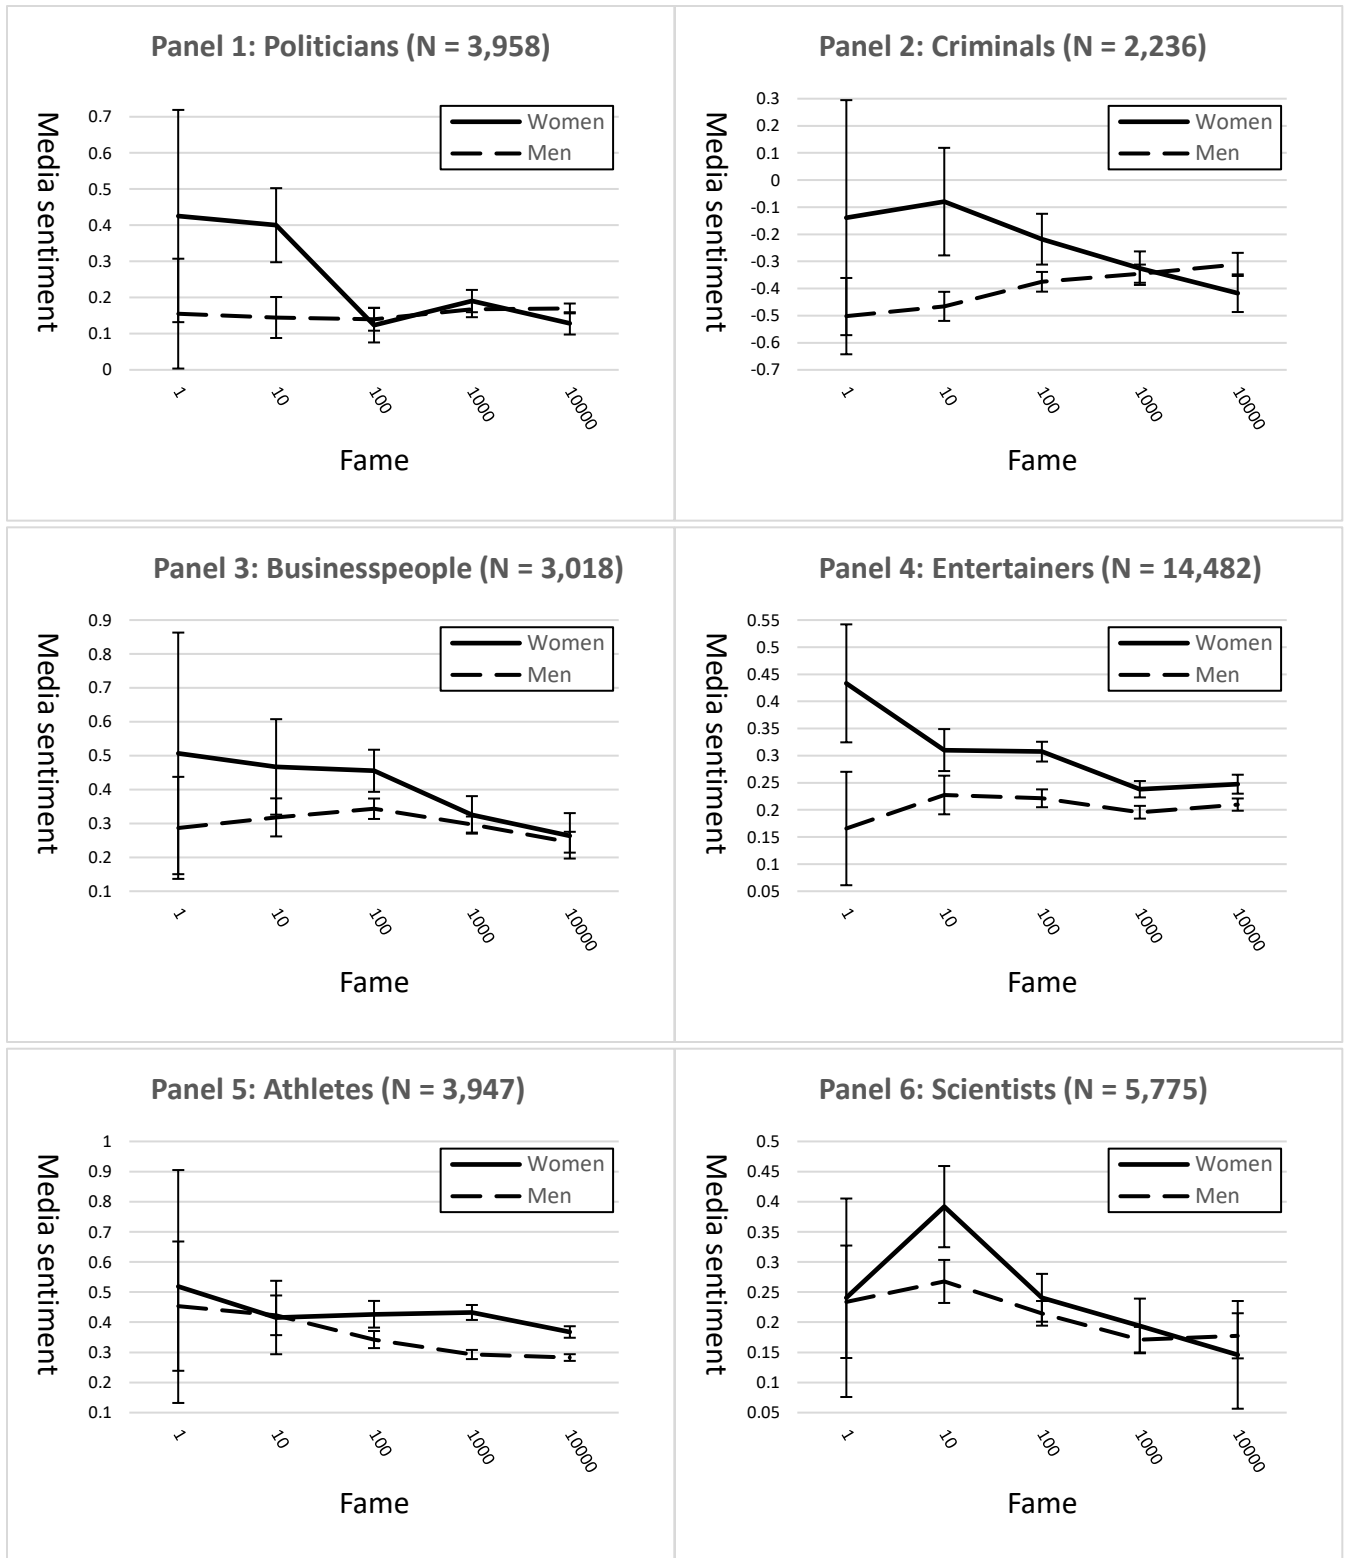 Panel 1: Politicians (N = 3,958)
Media sentiment
0.7
0.6
0.5
0.4
0.3
0.2
0.1
0
Women
Men
1
10
100
1000
10000
Fame
Panel 2: Criminals (N = 2,236)
Media sentiment
0.3
0.2
0.1
0
-0.1
-0.2
-0.3
-0.4
-0.5
-0.6
-0.7
Women
Men
1
10
100
1000
10000
Fame
Panel 3: Businesspeople (N = 3,018)
Media sentiment
0.9
0.8
0.7
0.6
0.5
0.4
0.3
0.2
0.1
Women
Men
1
10
100
1000
10000
Fame
Panel 4: Entertainers (N = 14,482)
Media sentiment
0.55
0.5
0.45
0.4
0.35
0.3
0.25
0.2
0.15
0.1
0.05
Women
Men
1
10
100
1000
10000
Fame
Panel 5: Athletes (N = 3,947)
Media sentiment
1
0.9
0.8
0.7
0.6
0.5
0.4
0.3
0.2
0.1
Women
Men
1
10
100
1000
10000
Fame
Panel 6: Scientists (N = 5,775)
Media sentiment
0.5
0.45
0.4
0.35
0.3
0.25
0.2
0.15
0.1
0.05
Women
Men
1
10
100
1000
10000
Fame